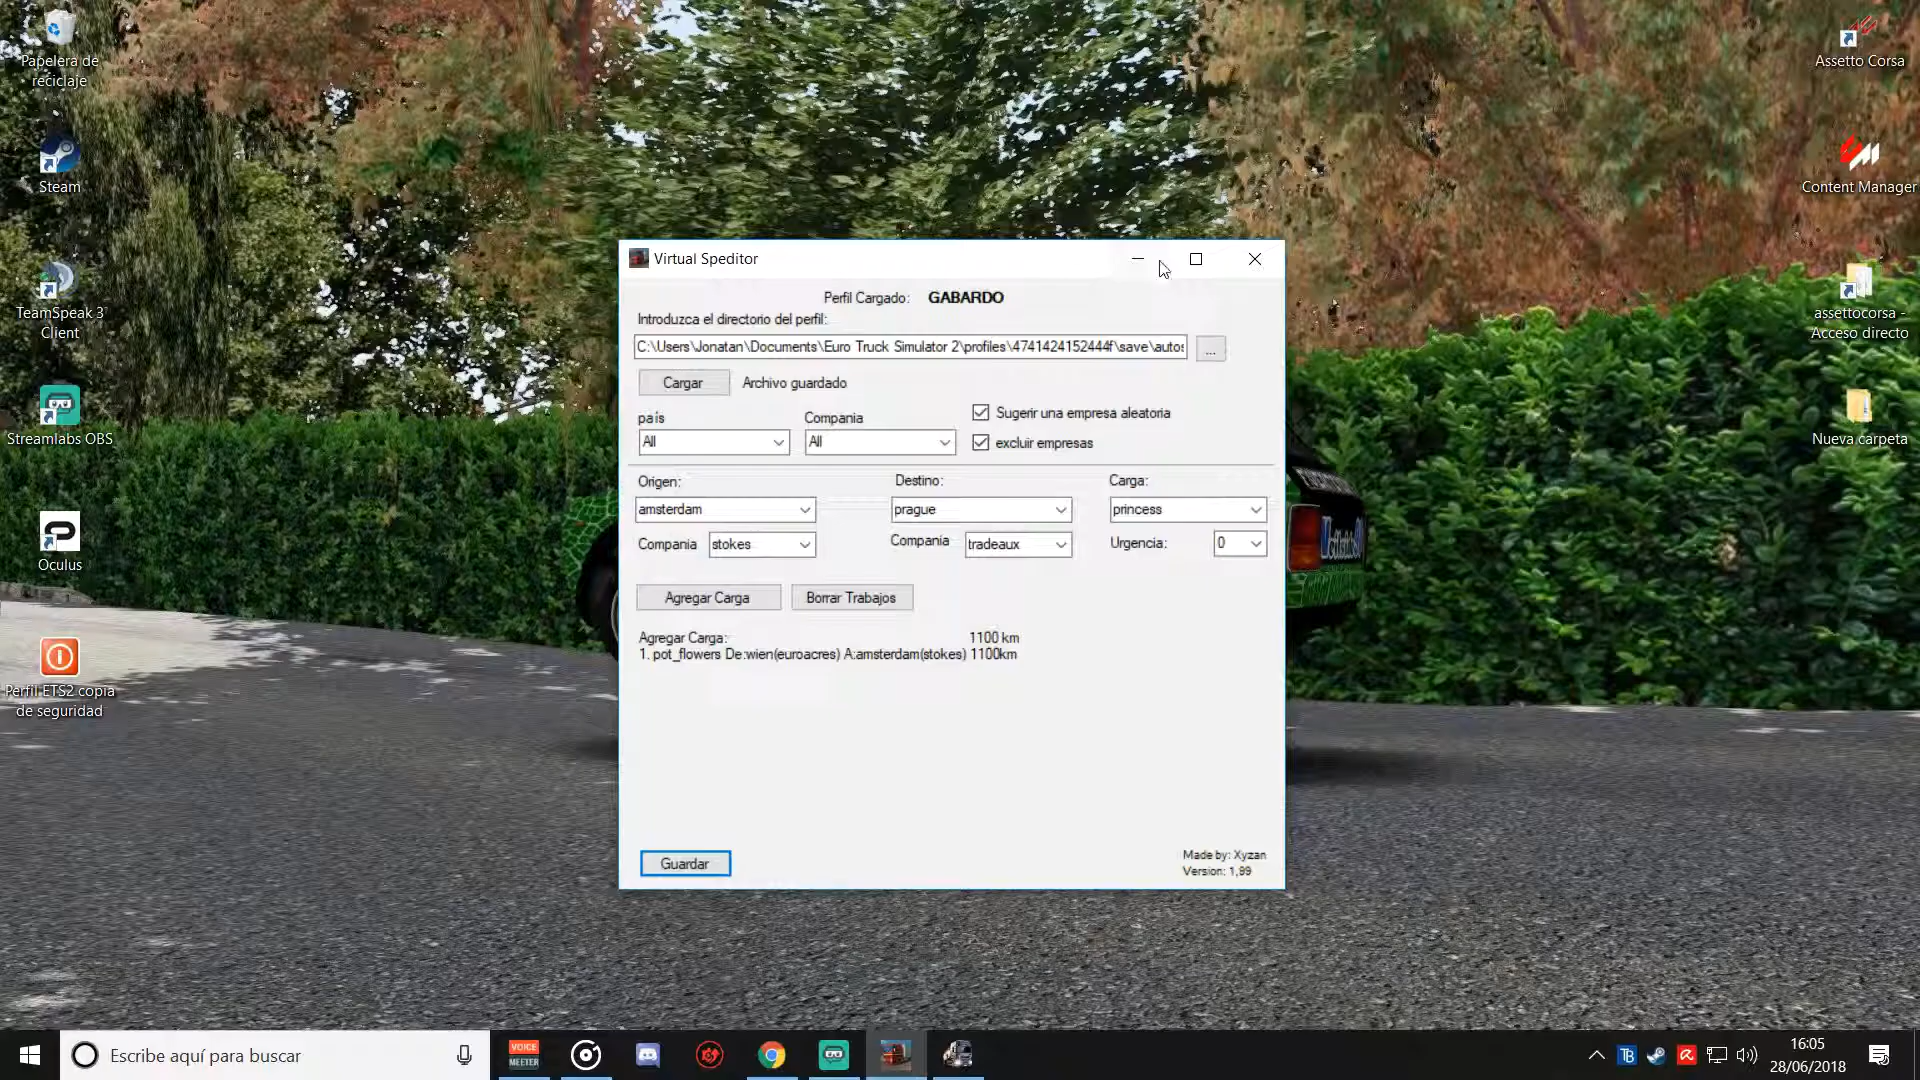 Papelera de
reciclaje
Steam
TeamSpeak 3
Client
Streamlabs OBS
Oculus
Perfil ETS2 copia
de seguridad
Assetto Corsa
Content Manager
assettocorsa -
Acceso directo
Nueva carpeta
Virtual Speditor
Perfil Cargado: GABARDO
Introduzca el directorio del perfil:
C:\Users\Jonatan\Documents\Euro Truck Simulator 2\profiles\4741424152444f\save\autos
...
Cargar Archivo guardado
país Compania
All All
Sugerir una empresa aleatoria
excluir empresas
Origen: Destino: Carga:
amsterdam prague princess
Compania stokes Compania tradeaux Urgencia: 0
Agregar Carga Borrar Trabajos
Agregar Carga: 1100 km
1. pot_flowers De:wien(euroacres) A:amsterdam(stokes) 1100km
Guardar
Made by: Xyzan
Version: 1,99
Escribe aquí para buscar
VOICE
MEETER
TB
16:05
28/06/2018